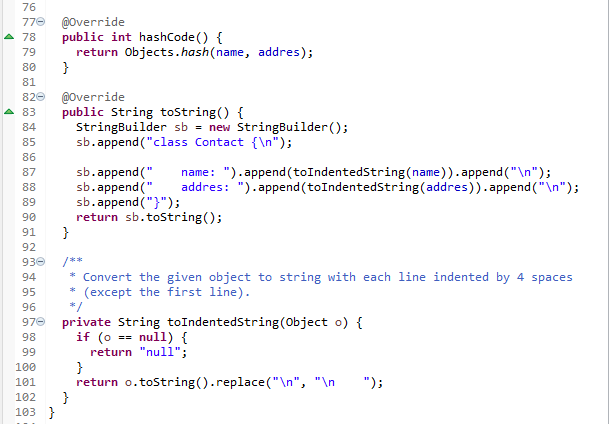 76
77 @Override
78 public int hashCode() {
79 return Objects.hash(name, addres);
80 }
81
82 @Override
83 public String toString() {
84 StringBuilder sb = new StringBuilder();
85 sb.append("class Contact {\n");
86
87 sb.append("    name: ").append(toIndentedString(name)).append("\n");
88 sb.append("    addres: ").append(toIndentedString(addres)).append("\n");
89 sb.append("}");
90 return sb.toString();
91 }
92
93 /**
94 * Convert the given object to string with each line indented by 4 spaces
95 * (except the first line).
96 */
97 private String toIndentedString(Object o) {
98 if (o == null) {
99 return "null";
100 }
101 return o.toString().replace("\n", "\n    ");
102 }
103 }